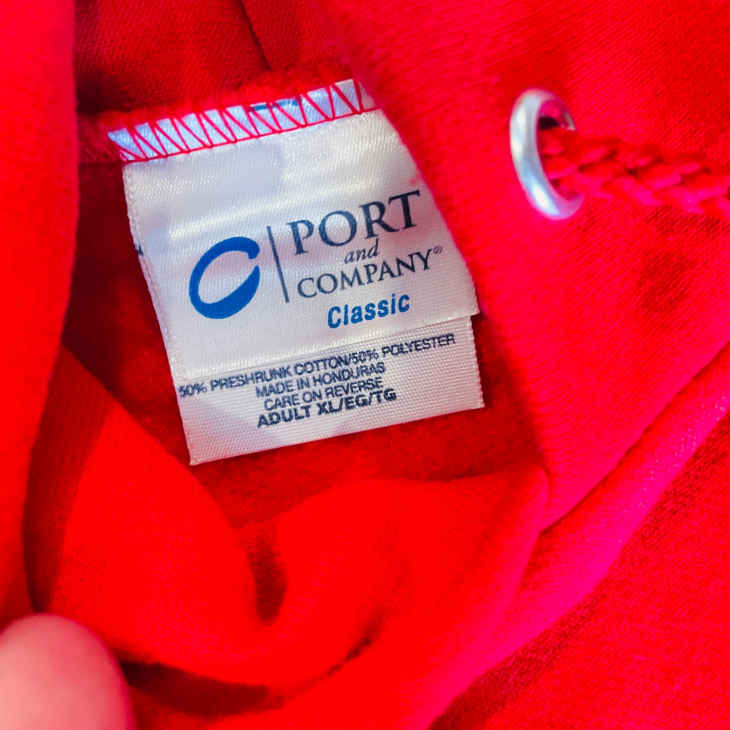 PORT
and
COMPANY®
Classic
50% PRESHRUNK COTTON/50% POLYESTER
MADE IN HONDURAS
CARE ON REVERSE
ADULT XL/EG/TG